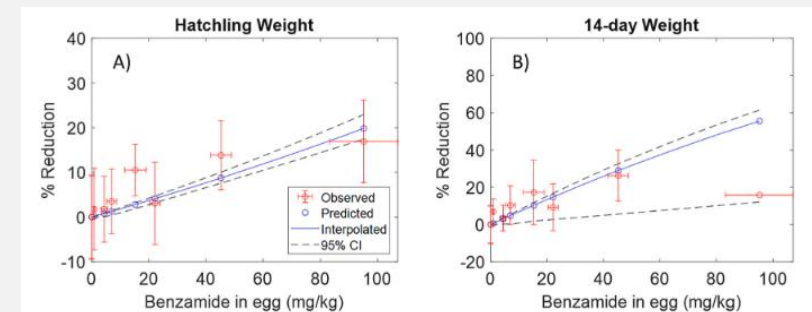 Hatchling Weight
A)
% Reduction
40
30
20
10
0
-10
0
20
40
60
80
100
Benzamide in egg (mg/kg)
Observed
Predicted
Interpolated
95% CI
14-day Weight
B)
% Reduction
100
80
60
40
20
0
-20
0
20
40
60
80
100
Benzamide in egg (mg/kg)